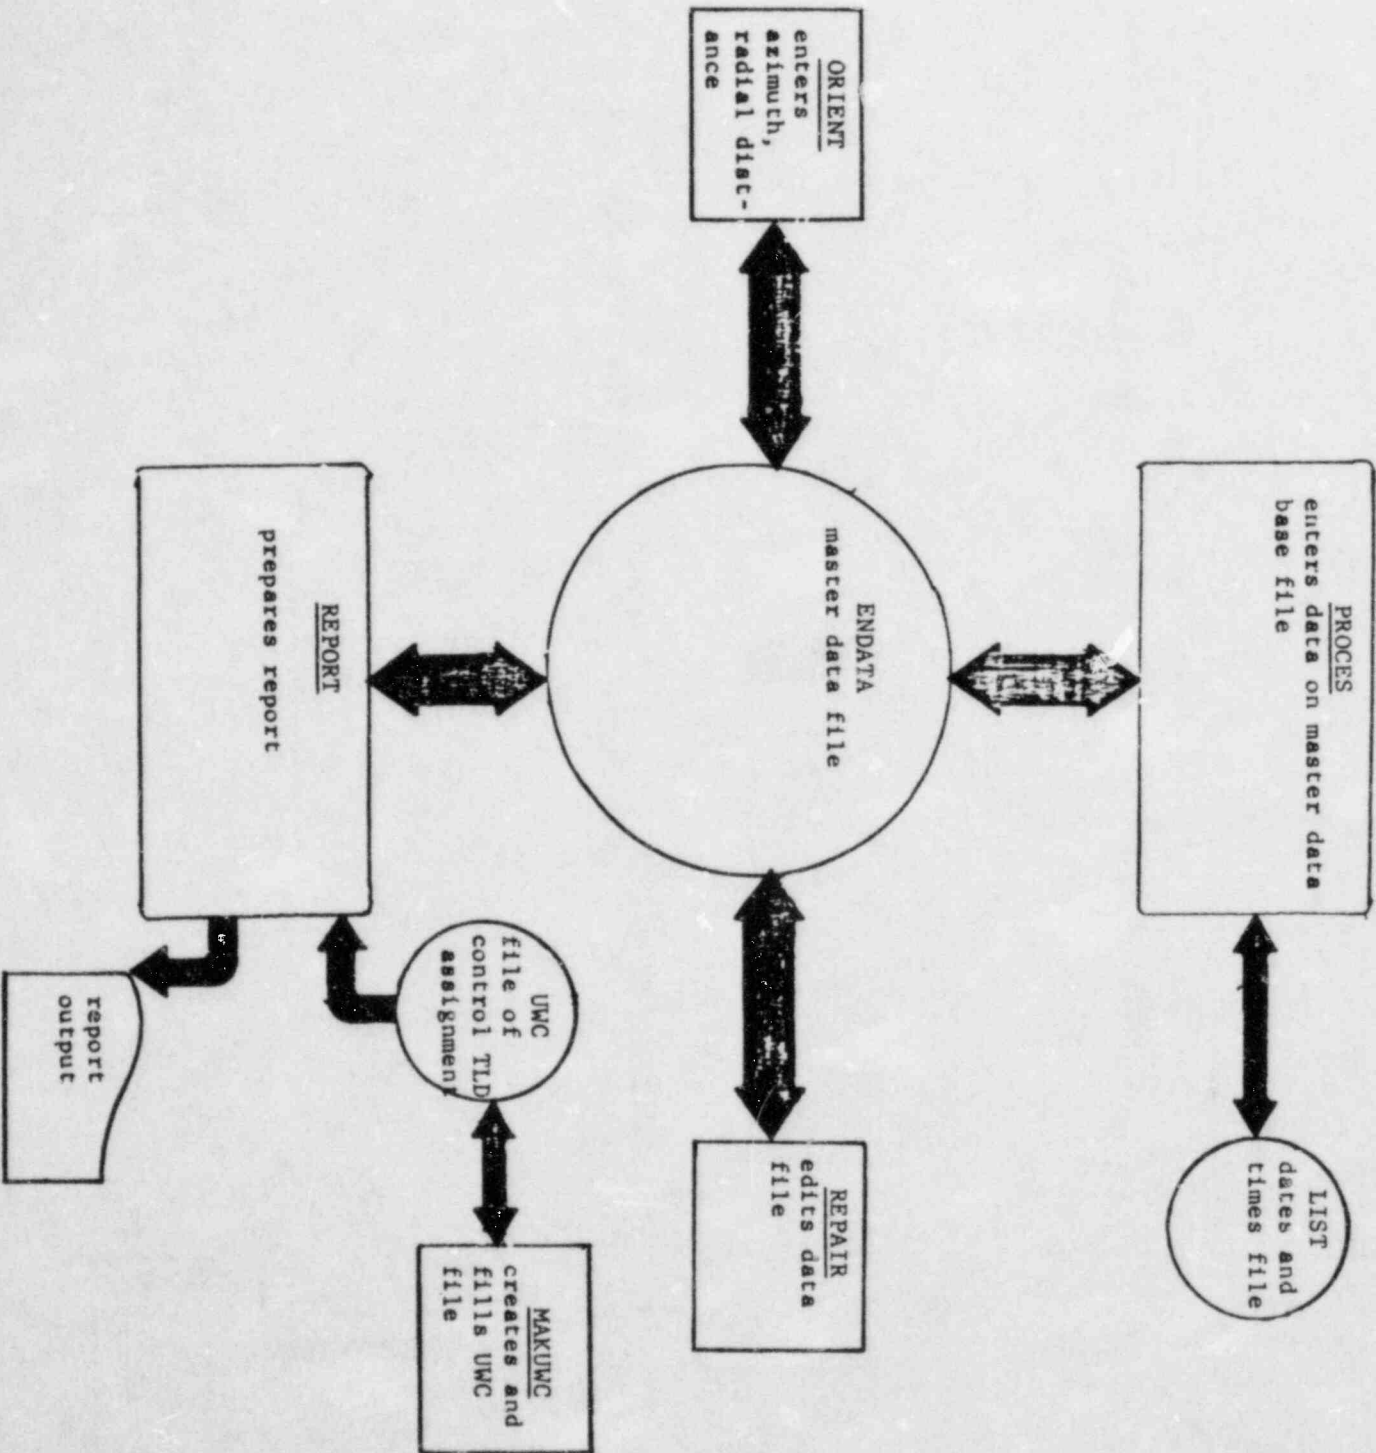 PROCES
enters data on master data
base file
LIST
dates and
times file
ORIENT
enters
azimuth,
radial dist-
ance
ENDATA
master data file
REPAIR
edits data
file
UWC
file of
control TLD
assignment
MAKUWC
creates and
fills UWC
file
REPORT
prepares report
report
output